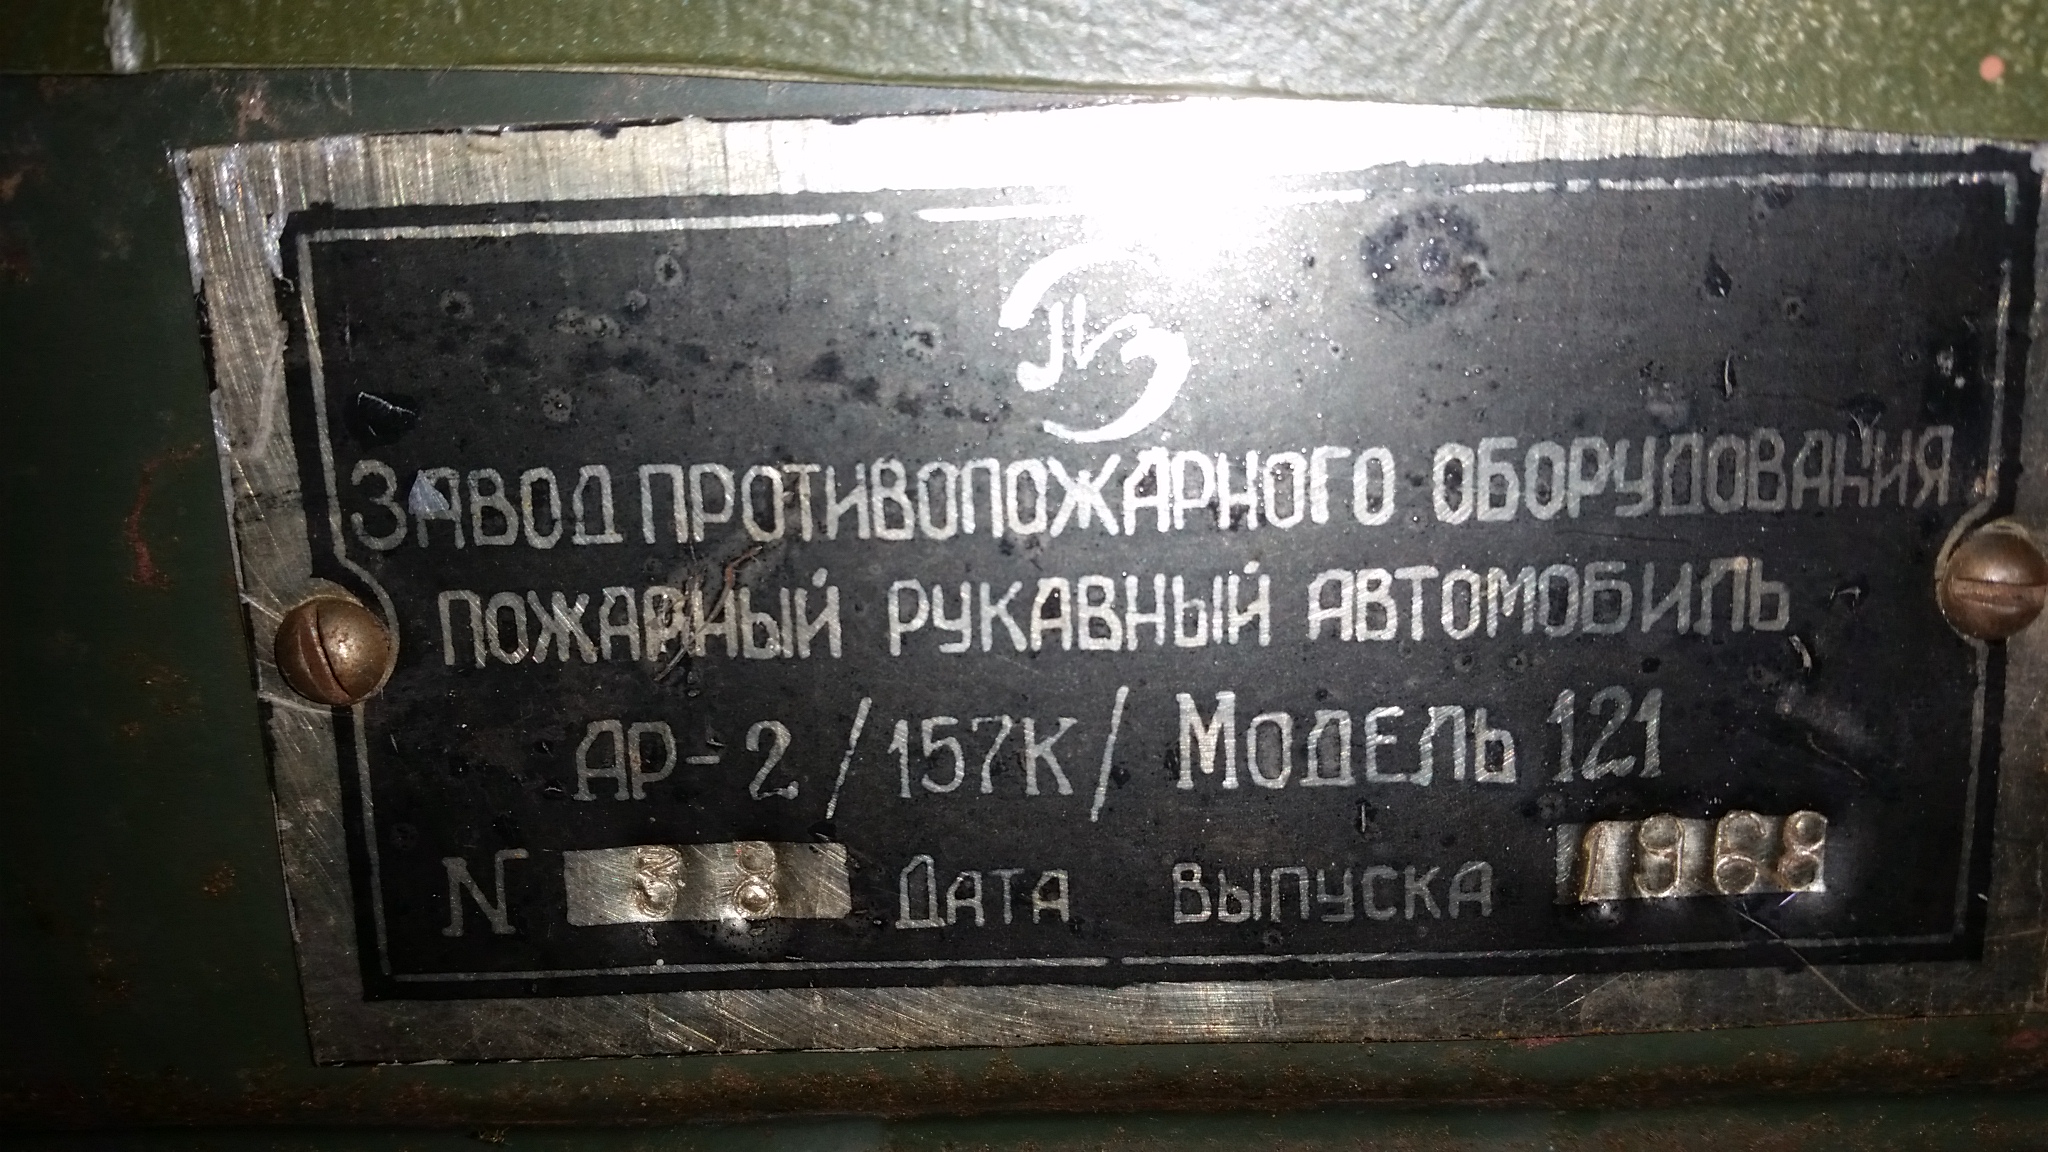 ЗАВОД ПРОТИВОПОЖАРНОГО ОБОРУДОВАНИЯ
ПОЖАРНЫЙ РУКАВНЫЙ АВТОМОБИЛЬ
АР-2 /157К/ МОДЕЛЬ 121
N 38 ДАТА ВЫПУСКА 1968